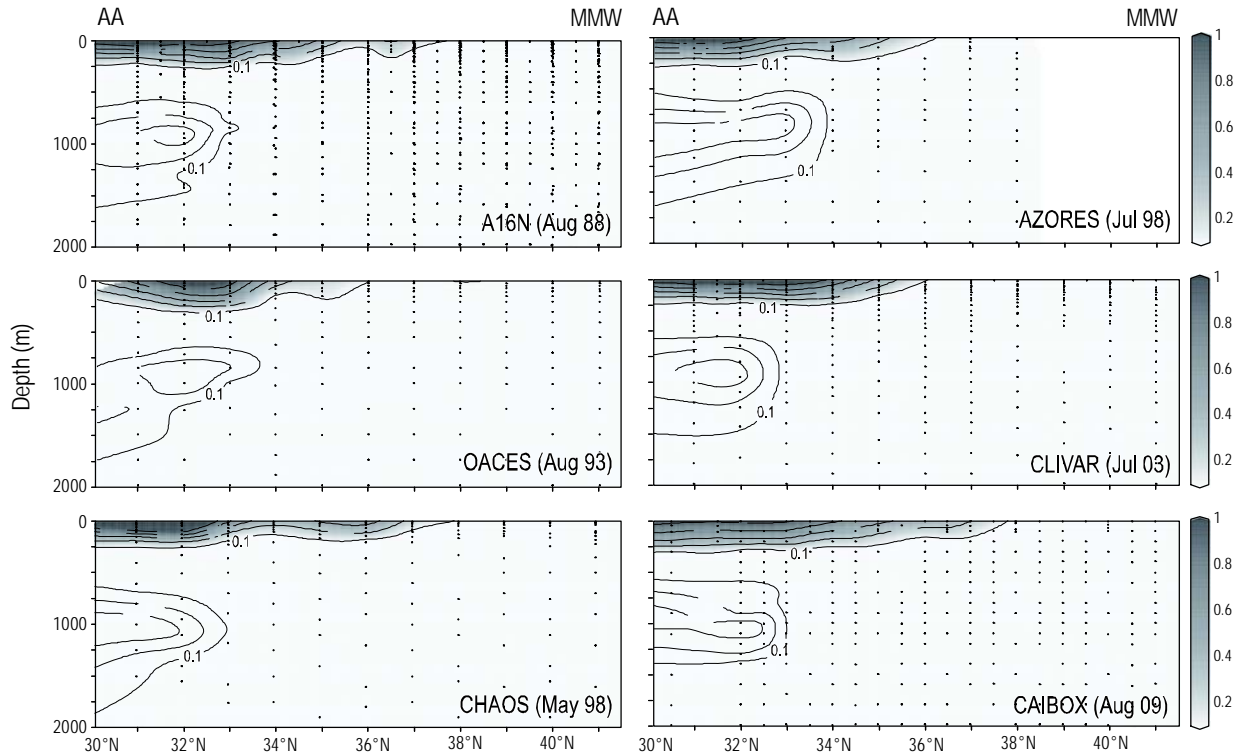 AA MMW AA MMW
0 1
0.1 0.1 0.8
1000 0.6
0.1 0.1 0.4
A16N (Aug 88) AZORES (Jul 98) 0.2
2000
0 1
0.1 0.1 0.8
Depth (m)
1000 0.6
0.1 0.1 0.4
OACES (Aug 93) CLIVAR (Jul 03) 0.2
2000
0 1
0.1 0.1 0.8
1000 0.6
0.1 0.1 0.4
CHAOS (May 98) CAIBOX (Aug 09) 0.2
2000
30°N 32°N 34°N 36°N 38°N 40°N 30°N 32°N 34°N 36°N 38°N 40°N